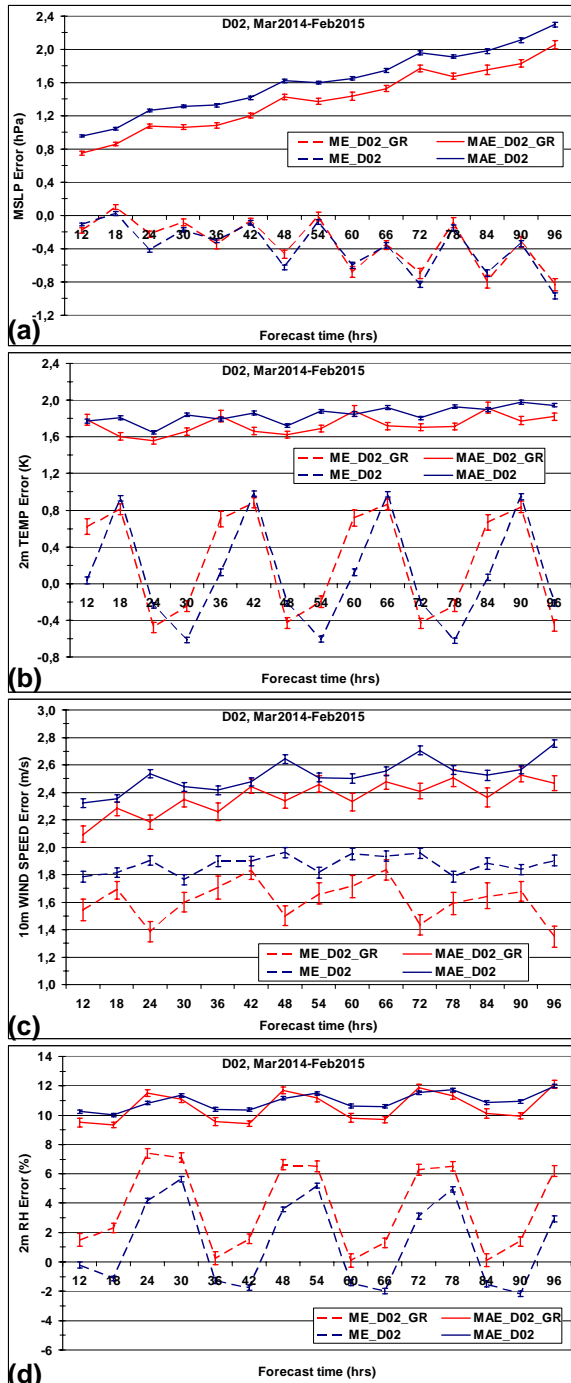 D02, Mar2014-Feb2015
2,4
2,0
1,6
1,2
0,8
0,4
0,0
-0,4
-0,8
-1,2
MSLP Error (hPa)
ME_D02_GR MAE_D02_GR
ME_D02 MAE_D02
12 18 24 30 36 42 48 54 60 66 72 78 84 90 96
(a)
Forecast time (hrs)
D02, Mar2014-Feb2015
2,4
2,0
1,6
1,2
0,8
0,4
0,0
-0,4
-0,8
2m TEMP Error (K)
ME_D02_GR MAE_D02_GR
ME_D02 MAE_D02
12 18 24 30 36 42 48 54 60 66 72 78 84 90 96
(b)
Forecast time (hrs)
D02, Mar2014-Feb2015
3,0
2,8
2,6
2,4
2,2
2,0
1,8
1,6
1,4
1,2
1,0
10m WIND SPEED Error (m/s)
ME_D02_GR MAE_D02_GR
ME_D02 MAE_D02
12 18 24 30 36 42 48 54 60 66 72 78 84 90 96
(c)
Forecast time (hrs)
D02, Mar2014-Feb2015
14
12
10
8
6
4
2
0
-2
-4
-6
2m RH Error (%)
12 18 24 30 36 42 48 54 60 66 72 78 84 90 96
ME_D02_GR MAE_D02_GR
ME_D02 MAE_D02
(d)
Forecast time (hrs)